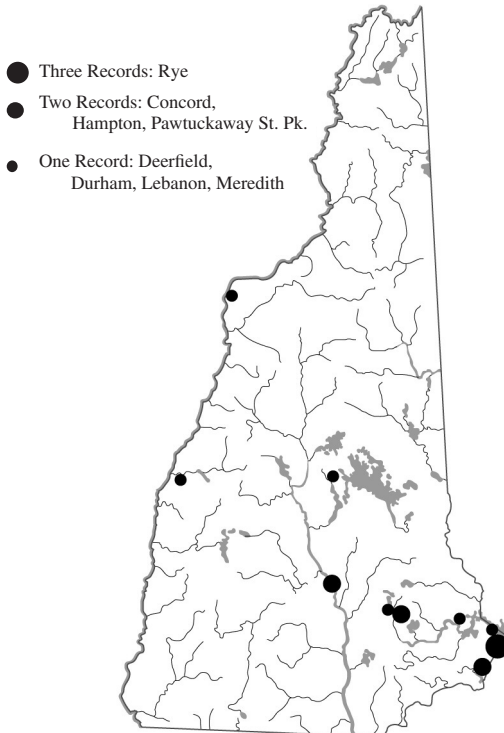 Three Records: Rye
Two Records: Concord,
Hampton, Pawtuckaway St. Pk.
One Record: Deerfield,
Durham, Lebanon, Meredith